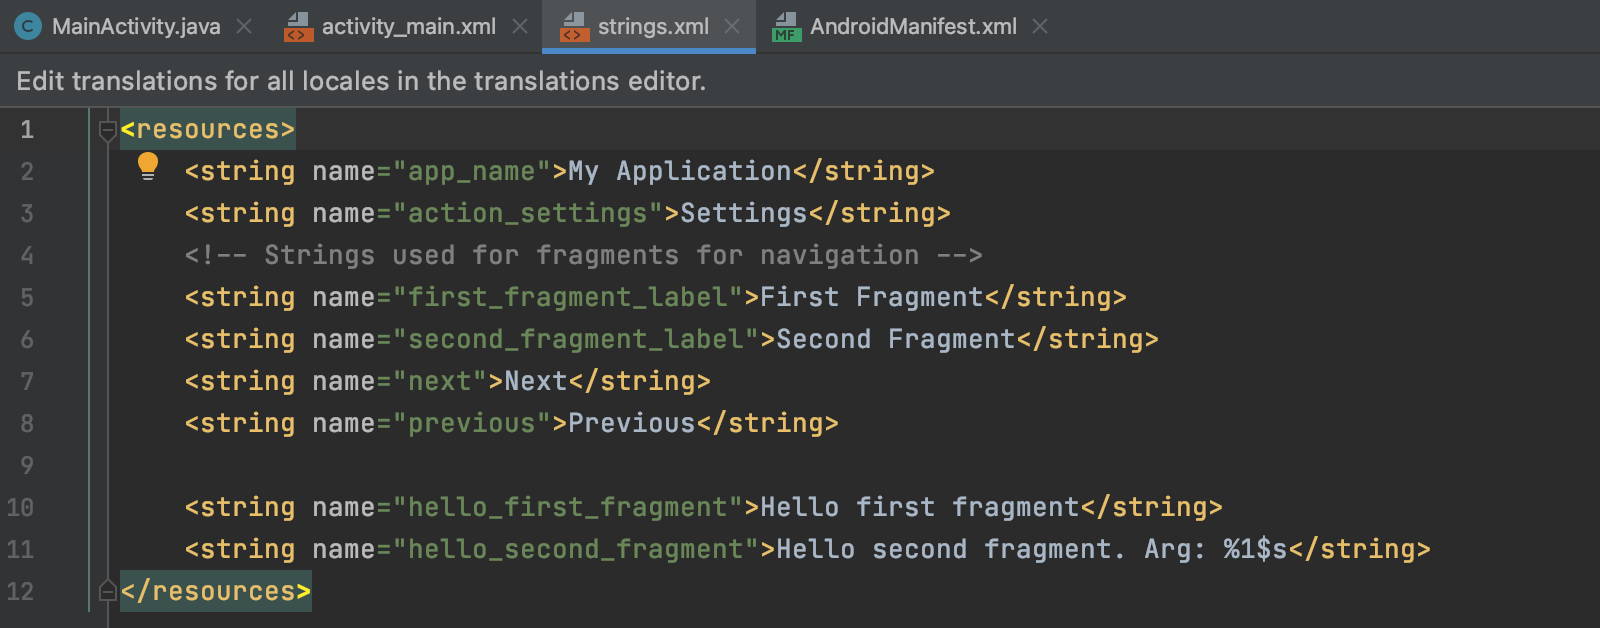 MainActivity.java activity_main.xml strings.xml AndroidManifest.xml
Edit translations for all locales in the translations editor.
1 <resources>
2 <string name="app_name">My Application</string>
3 <string name="action_settings">Settings</string>
4 <!-- Strings used for fragments for navigation -->
5 <string name="first_fragment_label">First Fragment</string>
6 <string name="second_fragment_label">Second Fragment</string>
7 <string name="next">Next</string>
8 <string name="previous">Previous</string>
9
10 <string name="hello_first_fragment">Hello first fragment</string>
11 <string name="hello_second_fragment">Hello second fragment. Arg: %1$s</string>
12 </resources>